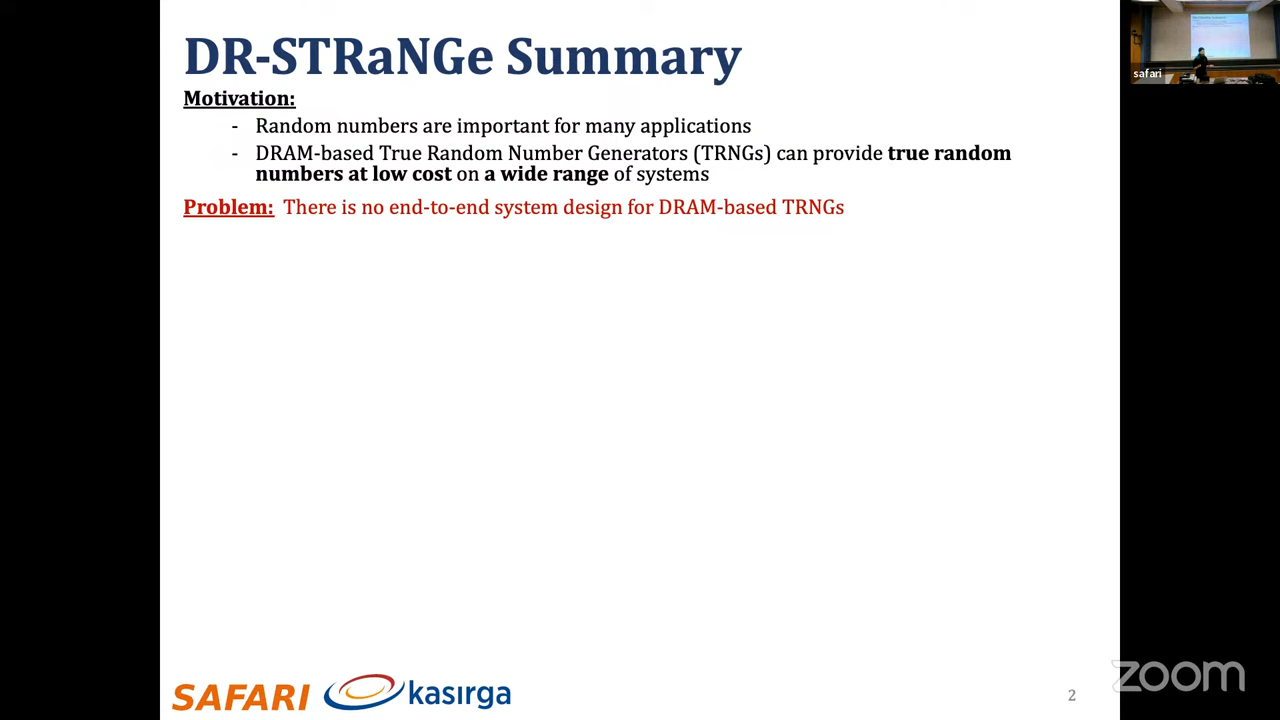 DR-STRaNGe Summary
Motivation:
- Random numbers are important for many applications
- DRAM-based True Random Number Generators (TRNGs) can provide true random
numbers at low cost on a wide range of systems
Problem: There is no end-to-end system design for DRAM-based TRNGs
safari
SAFARI
kasırga
2
zoom